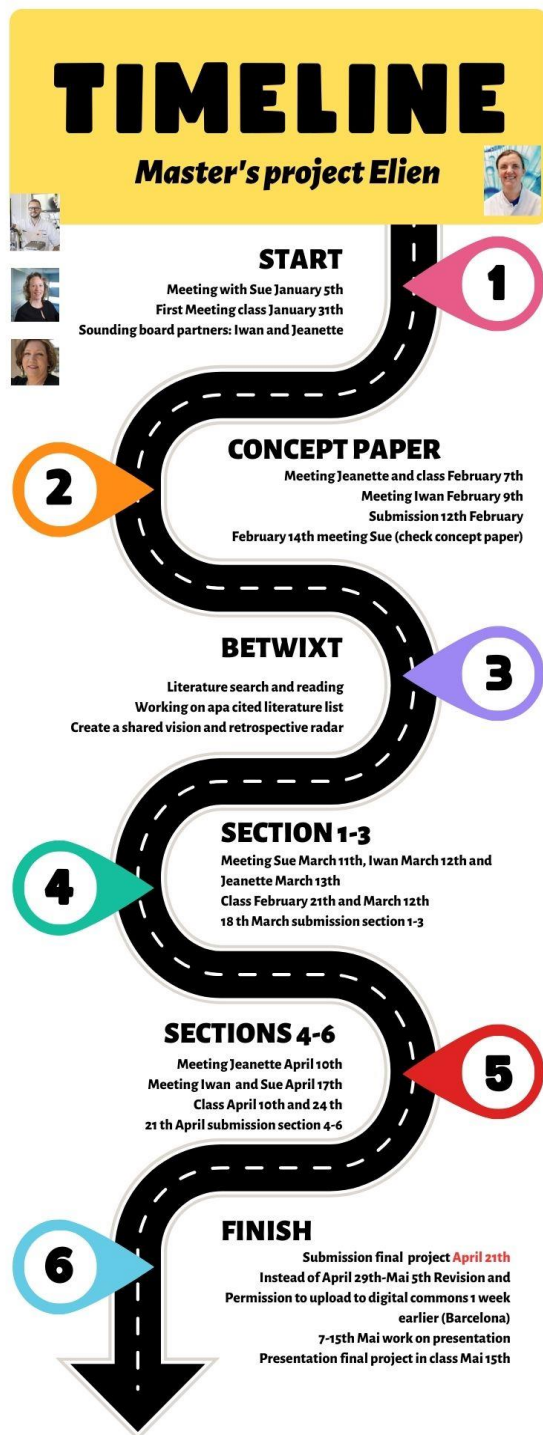 TIMELINE
Master's project Elien
1
START
Meeting with Sue January 5th
First Meeting class January 31th
Sounding board partners: Iwan and Jeanette
2
CONCEPT PAPER
Meeting Jeanette and class February 7th
Meeting Iwan February 9th
Submission 12th February
February 14th meeting Sue (check concept paper)
3
BETWIXT
Literature search and reading
Working on apa cited literature list
Create a shared vision and retrospective radar
4
SECTION 1-3
Meeting Sue March 11th, Iwan March 12th and
Jeanette March 13th
Class February 21th and March 12th
18 th March submission section 1-3
5
SECTIONS 4-6
Meeting Jeanette April 10th
Meeting Iwan and Sue April 17th
Class April 10th and 24 th
21 th April submission section 4-6
6
FINISH
Submission final project April 21th
Instead of April 29th-Mai 5th Revision and
Permission to upload to digital commons 1 week
earlier (Barcelona)
7-15th Mai work on presentation
Presentation final project in class Mai 15th